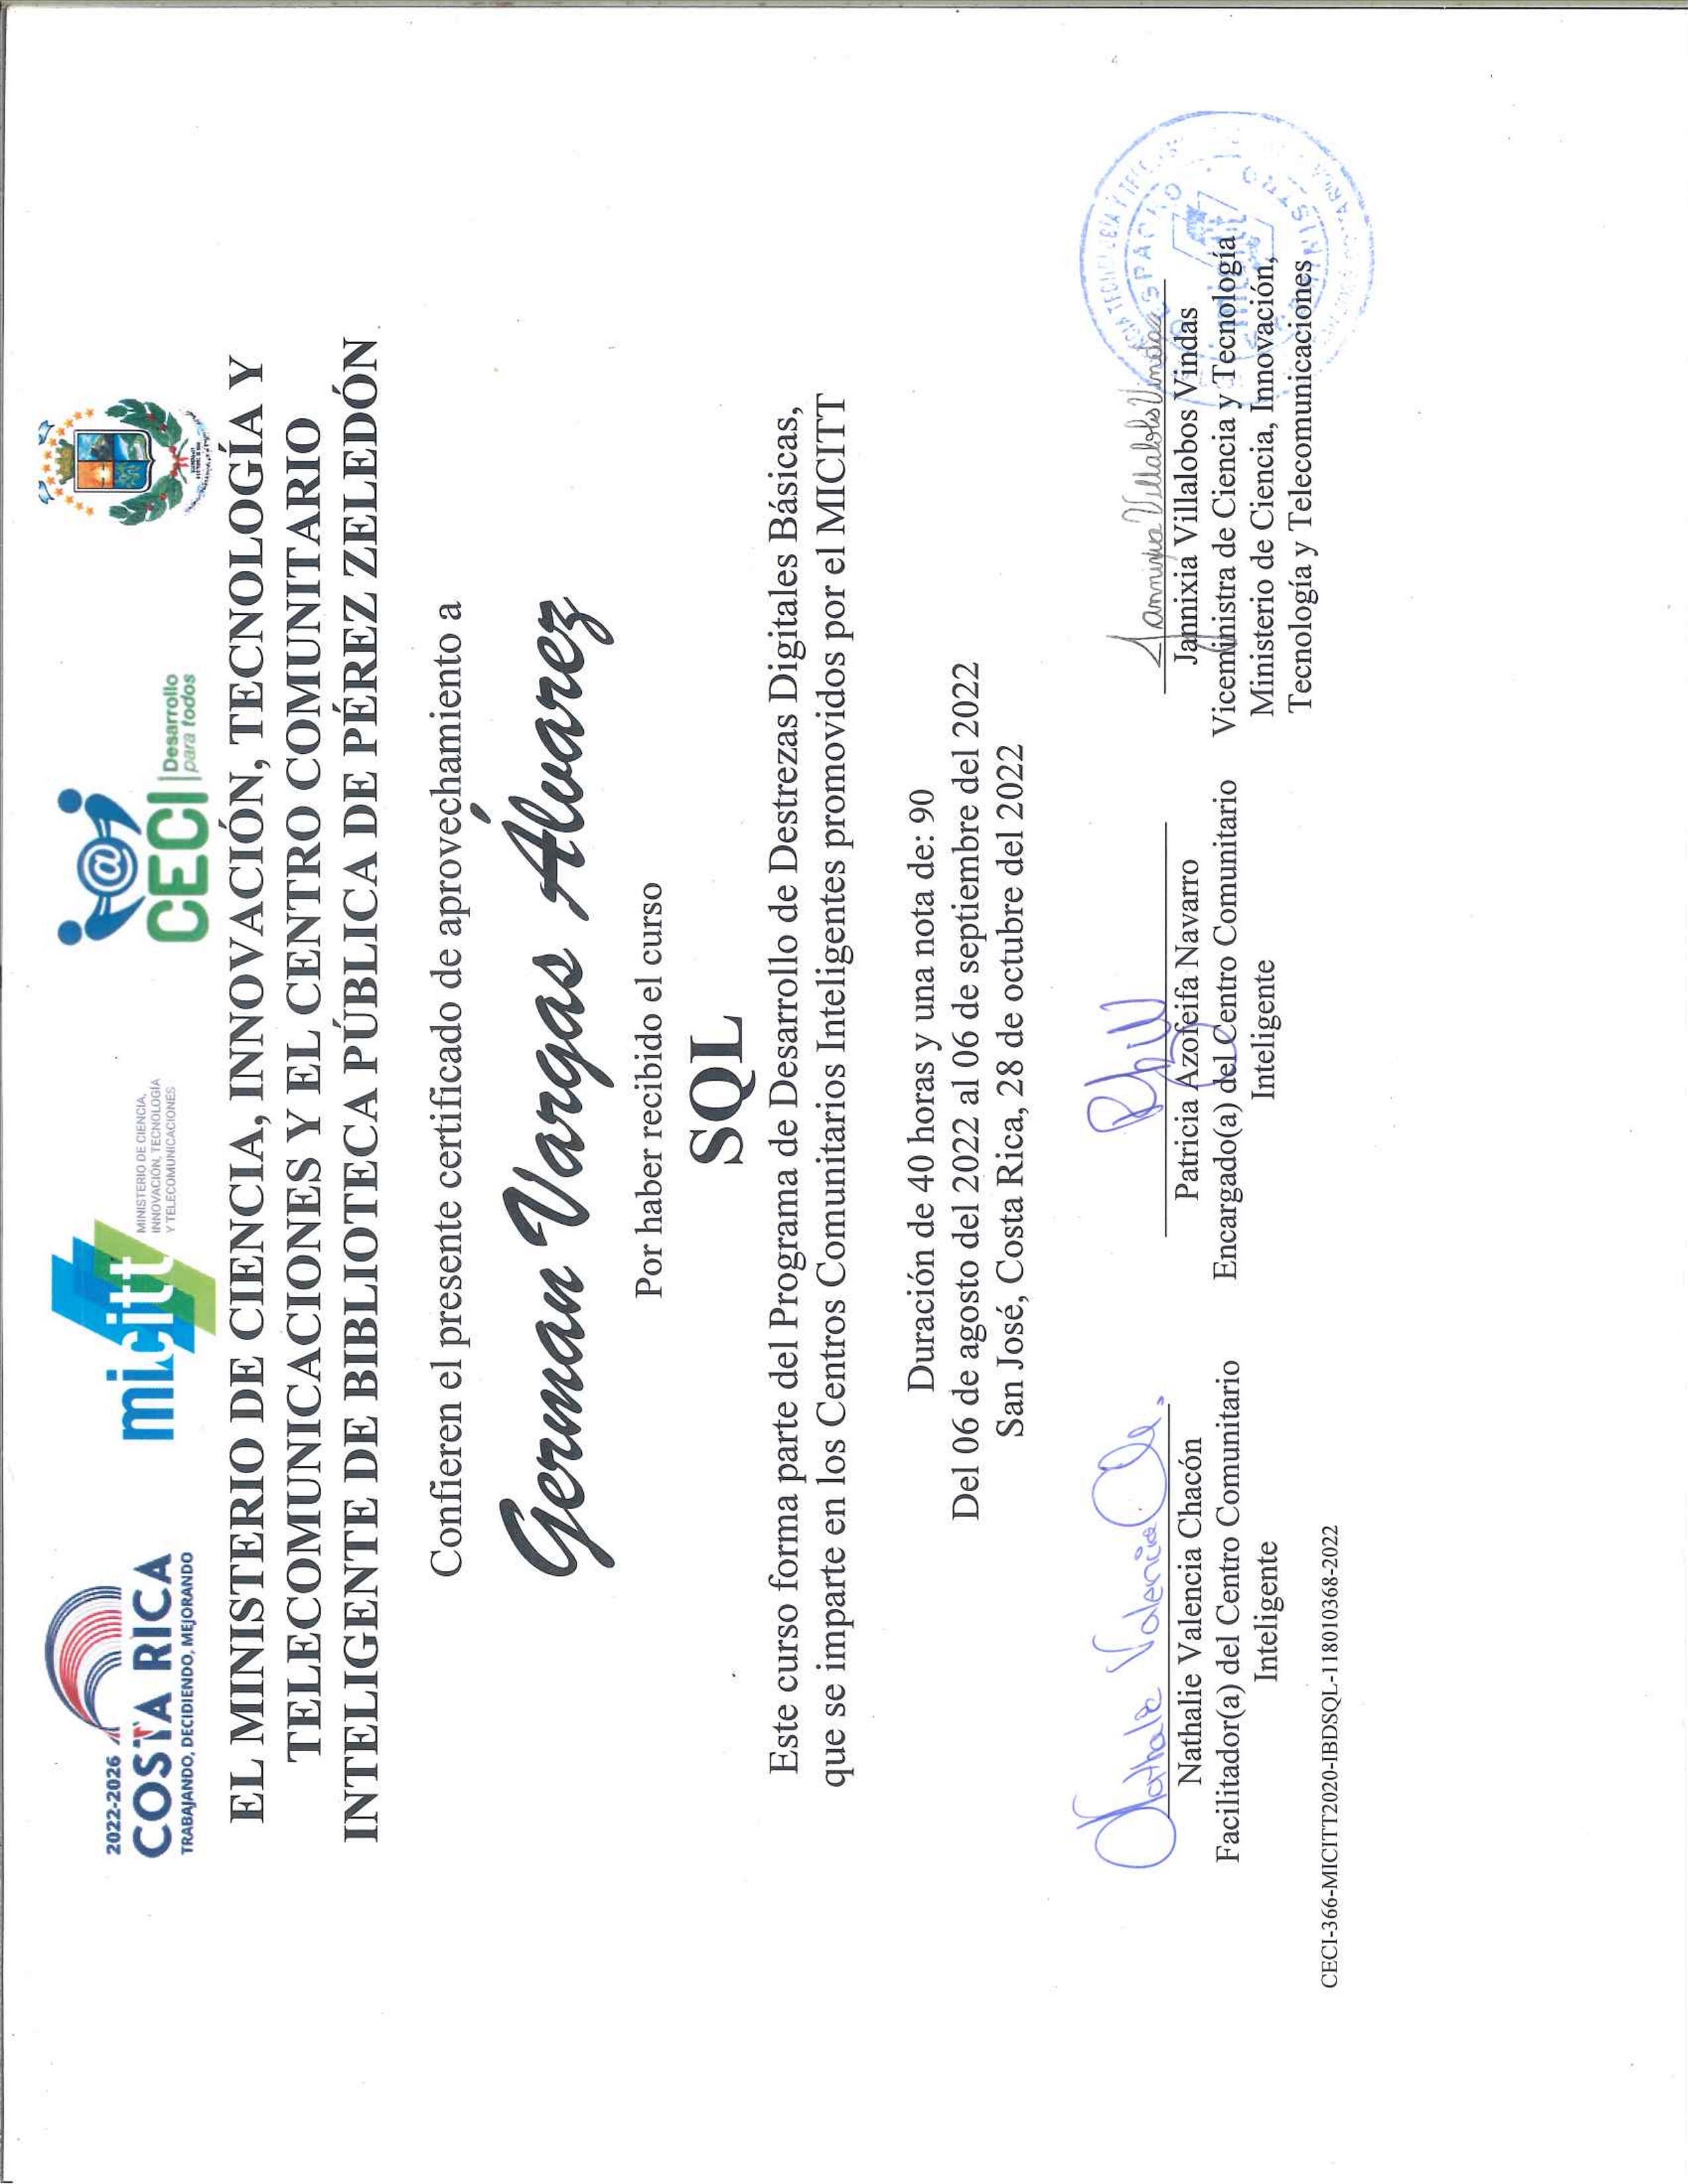 2022-2026
COSTA RICA
TRABAJANDO, DECIDIENDO, MEJORANDO
micitt
MINISTERIO DE CIENCIA,
INNOVACIÓN, TECNOLOGÍA
Y TELECOMUNICACIONES
@
CECI
Desarrollo
para todos
EL MINISTERIO DE CIENCIA, INNOVACIÓN, TECNOLOGÍA Y
TELECOMUNICACIONES Y EL CENTRO COMUNITARIO
INTELIGENTE DE BIBLIOTECA PÚBLICA DE PÉREZ ZELEDÓN
Confieren el presente certificado de aprovechamiento a
German Vargas Álvarez
Por haber recibido el curso
SQL
Este curso forma parte del Programa de Desarrollo de Destrezas Digitales Básicas,
que se imparte en los Centros Comunitarios Inteligentes promovidos por el MICITT
Duración de 40 horas y una nota de: 90
Del 06 de agosto del 2022 al 06 de septiembre del 2022
San José, Costa Rica, 28 de octubre del 2022
Nathalie Valencia Ch.
Jannixia Villalobos Vindas
Nathalie Valencia Chacón
Facilitador(a) del Centro Comunitario
Inteligente
Patricia Azofeifa Navarro
Encargado(a) del Centro Comunitario
Inteligente
Jannixia Villalobos Vindas
Viceministra de Ciencia y Tecnología
Ministerio de Ciencia, Innovación,
Tecnología y Telecomunicaciones
DESPACHO
micitt
CECI-366-MICITT2020-IBDSQL-118010368-2022